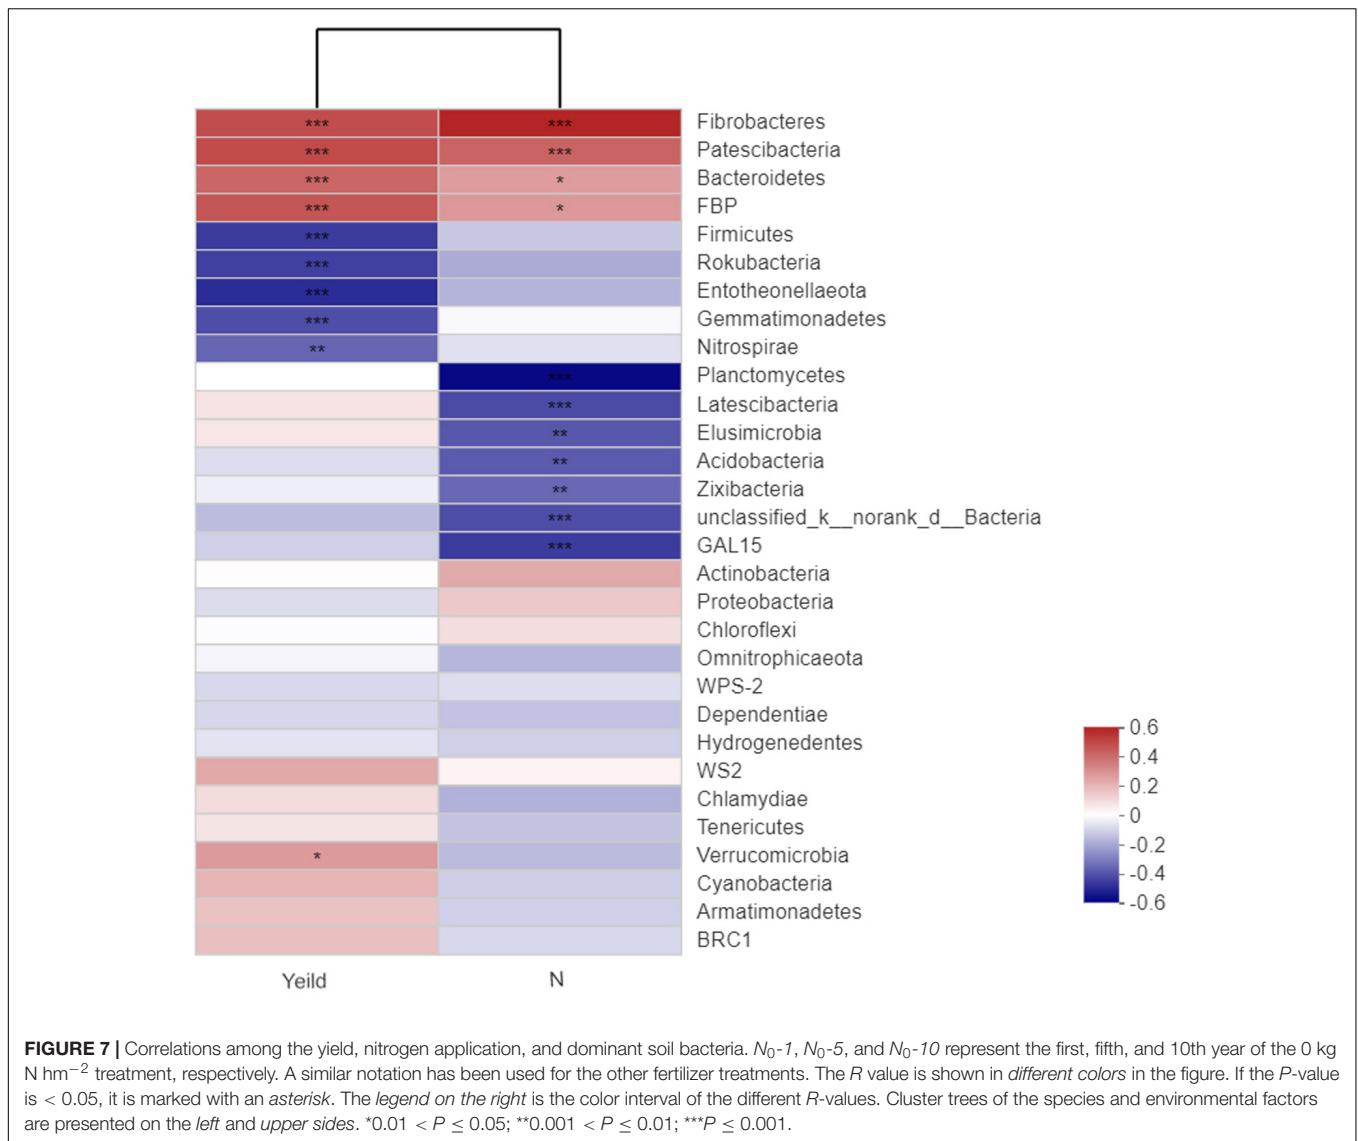 *** *** Fibrobacteres
*** *** Patescibacteria
*** * Bacteroidetes
*** * FBP
*** Firmicutes
*** Rokubacteria
*** Entotheonellaeota
*** Gemmatimonadetes
** Nitrospirae
*** Planctomycetes
*** Latescibacteria
** Elusimicrobia
** Acidobacteria
** Zixibacteria
*** unclassified_k__norank_d__Bacteria
*** GAL15
Actinobacteria
Proteobacteria
Chloroflexi
Omnitrophicaeota
WPS-2
Dependentiae
Hydrogenedentes
WS2
Chlamydiae
Tenericutes
* Verrucomicrobia
Cyanobacteria
Armatimonadetes
BRC1
0.6
0.4
0.2
0
-0.2
-0.4
-0.6
Yeild N
FIGURE 7 | Correlations among the yield, nitrogen application, and dominant soil bacteria. N₀-1, N₀-5, and N₀-10 represent the first, fifth, and 10th year of the 0 kg
N hm⁻² treatment, respectively. A similar notation has been used for the other fertilizer treatments. The R value is shown in different colors in the figure. If the P-value
is < 0.05, it is marked with an asterisk. The legend on the right is the color interval of the different R-values. Cluster trees of the species and environmental factors
are presented on the left and upper sides. *0.01 < P ≤ 0.05; **0.001 < P ≤ 0.01; ***P ≤ 0.001.